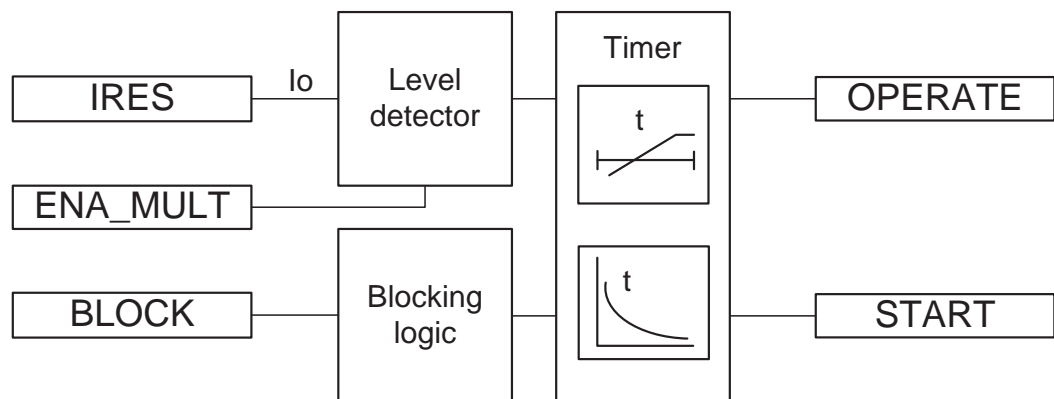 IRES
Io
Level
detector
Timer
t
OPERATE
ENA_MULT
BLOCK
Blocking
logic
t
START